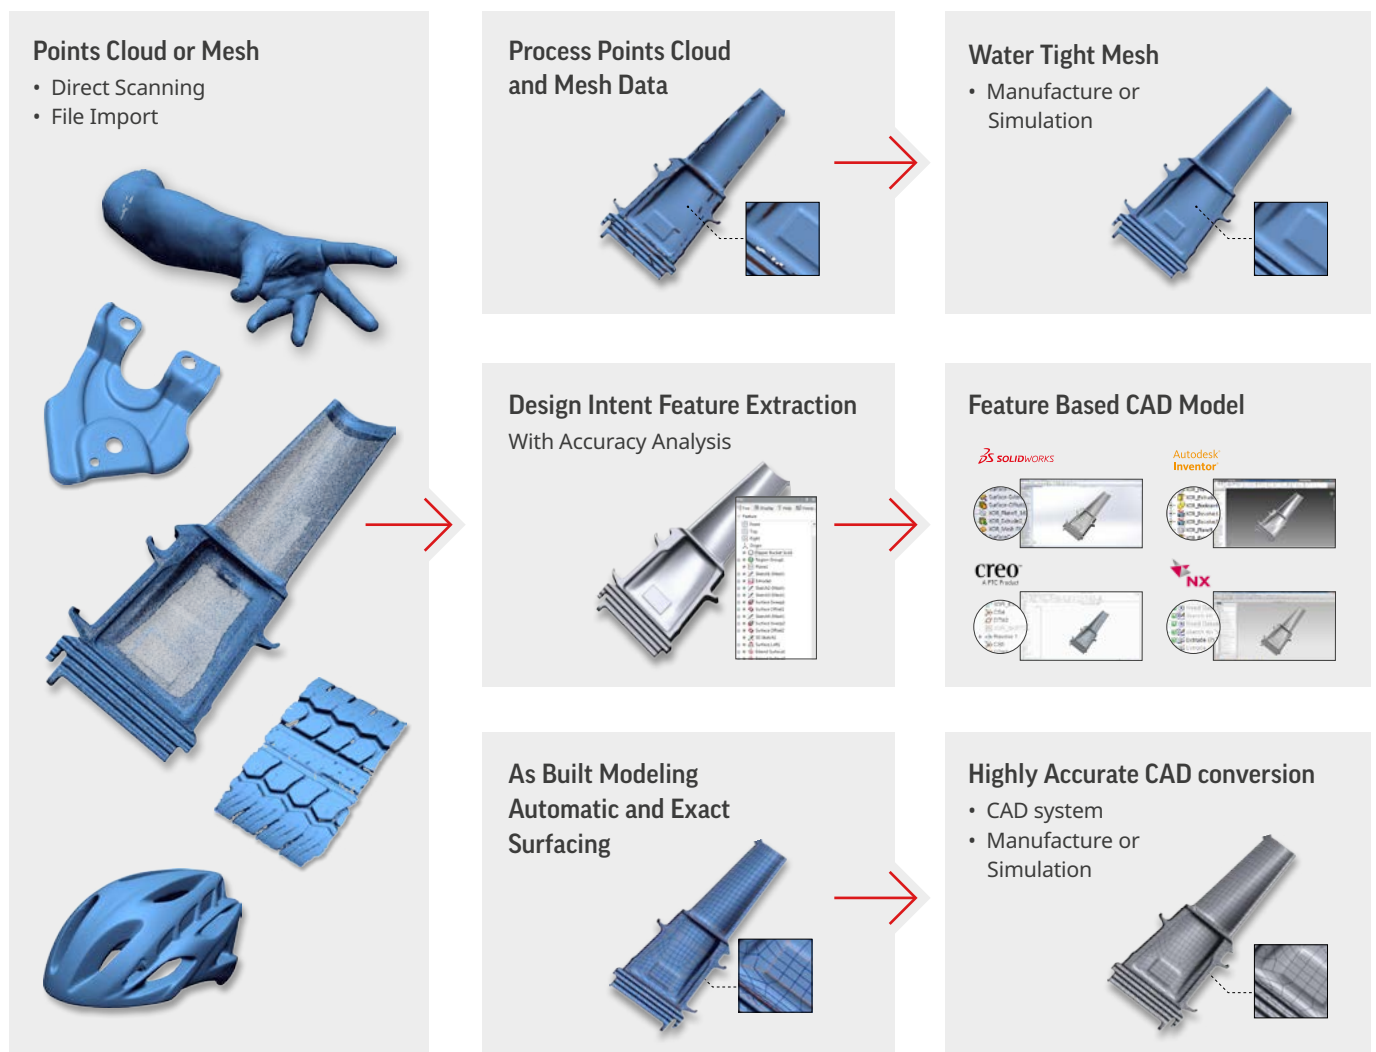 Points Cloud or Mesh
• Direct Scanning
• File Import
Process Points Cloud
and Mesh Data
Water Tight Mesh
• Manufacture or
Simulation
Design Intent Feature Extraction
With Accuracy Analysis
Feature Based CAD Model
SOLIDWORKS
Autodesk
Inventor
creo
A PTC Product
NX
As Built Modeling
Automatic and Exact
Surfacing
Highly Accurate CAD conversion
• CAD system
• Manufacture or
Simulation